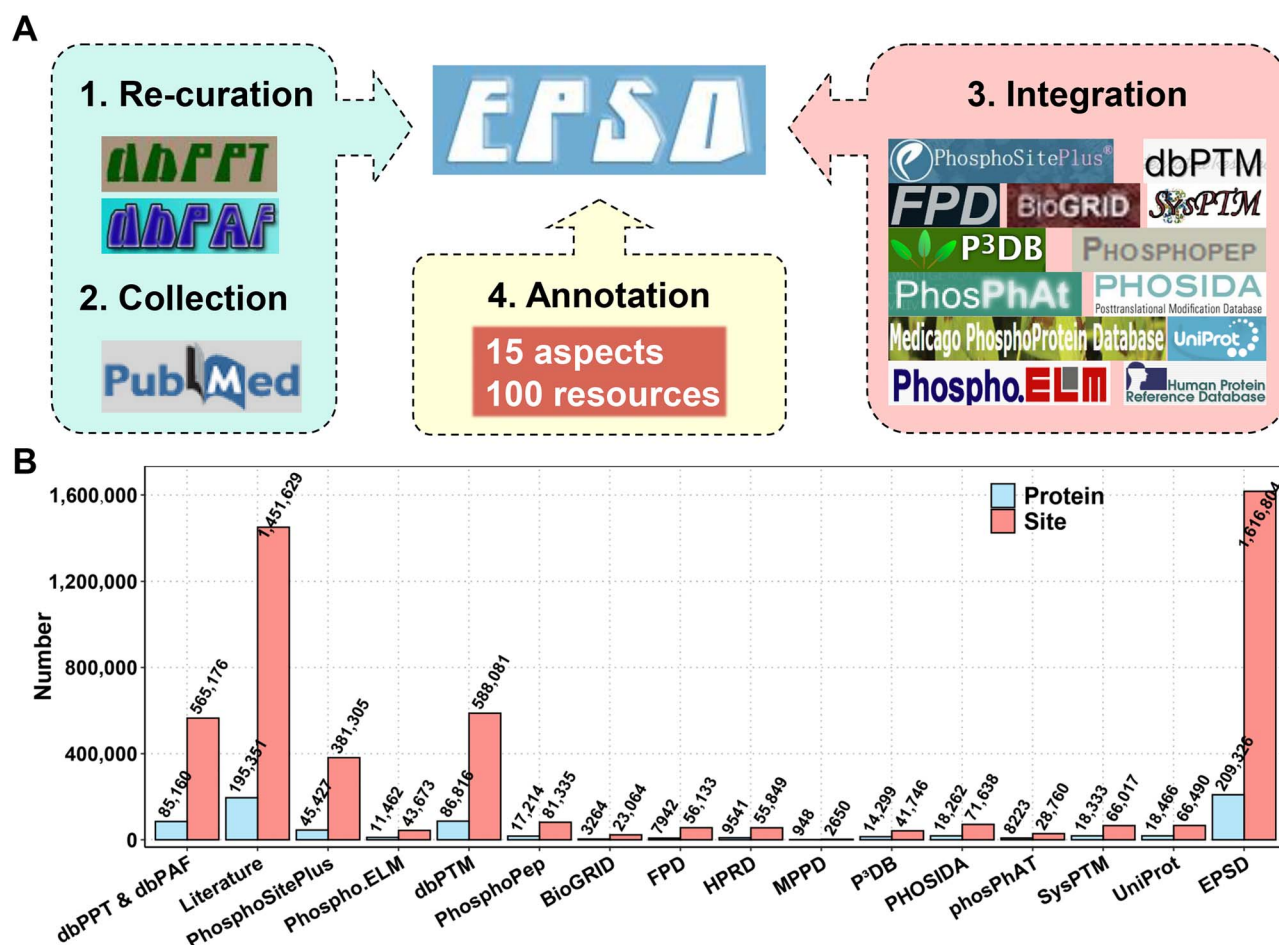 A
1. Re-curation
dbPPT
dbPAF
2. Collection
PubMed
EPSD
4. Annotation
15 aspects
100 resources
3. Integration
PhosphoSitePlus®
dbPTM
FPD
BioGRID
SysPTM
P³DB
PHOSPHOPEP
PhosPhAt
PHOSIDA
Posttranslational Modification Database
Medicago PhosphoProtein Database
UniProt
Phospho.ELM
Human Protein
Reference Database
B
Number
1,600,000
1,200,000
800,000
400,000
0
Protein
Site
85,160
565,176
195,351
1,451,629
45,427
381,305
11,462
43,673
86,816
588,081
17,214
81,335
3264
23,064
7942
56,133
9541
55,849
948
2650
14,299
41,746
18,262
71,638
8223
28,760
18,333
66,017
18,466
66,490
209,326
1,616,804
dbPPT & dbPAF
Literature
PhosphoSitePlus
Phospho.ELM
dbPTM
PhosphoPep
BioGRID
FPD
HPRD
MPPD
P³DB
PHOSIDA
phosPhAT
SysPTM
UniProt
EPSD